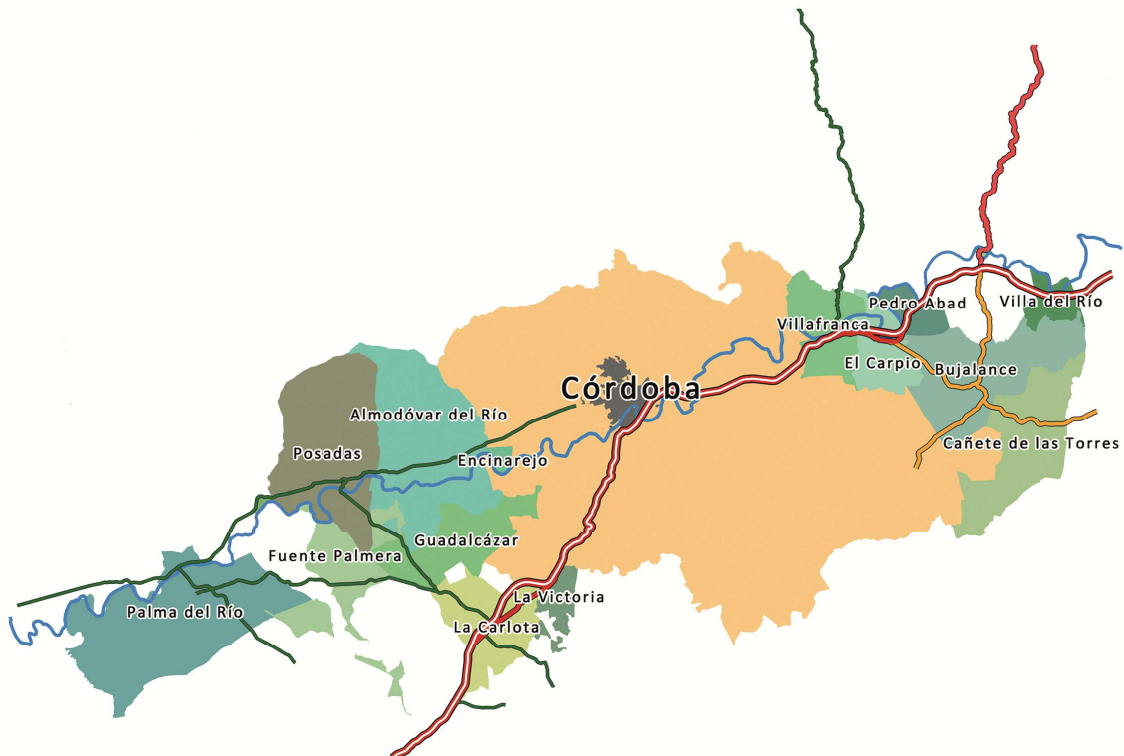 Pedro Abad
Villa del Río
Villafranca
El Carpio
Bujalance
Córdoba
Almodóvar del Río
Cañete de las Torres
Posadas
Encinarejo
Guadalcázar
Fuente Palmera
La Victoria
Palma del Río
La Carlota